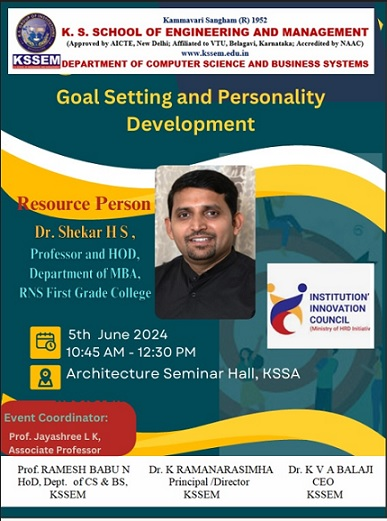 Kammavari Sangham (R) 1952
K. S. SCHOOL OF ENGINEERING AND MANAGEMENT
(Approved by AICTE, New Delhi; Affiliated to VTU, Belagavi, Karnataka; Accredited by NAAC)
www.kssem.edu.in
KSSEM
DEPARTMENT OF COMPUTER SCIENCE AND BUSINESS SYSTEMS
Goal Setting and Personality
Development
Resource Person
Dr. Shekar H S ,
Professor and HOD,
Department of MBA,
RNS First Grade College
INSTITUTION'
INNOVATION
COUNCIL
(Ministry of HRD Initiativ
5th June 2024
10:45 AM - 12:30 PM
Architecture Seminar Hall, KSSA
Event Coordinator:
Prof. Jayashree L K,
Associate Professor
Prof. RAMESH BABU N
HoD, Dept. of CS & BS,
KSSEM
Dr. K RAMANARASIMHA
Principal /Director
KSSEM
Dr. K V A BALAJI
CEO
KSSEM